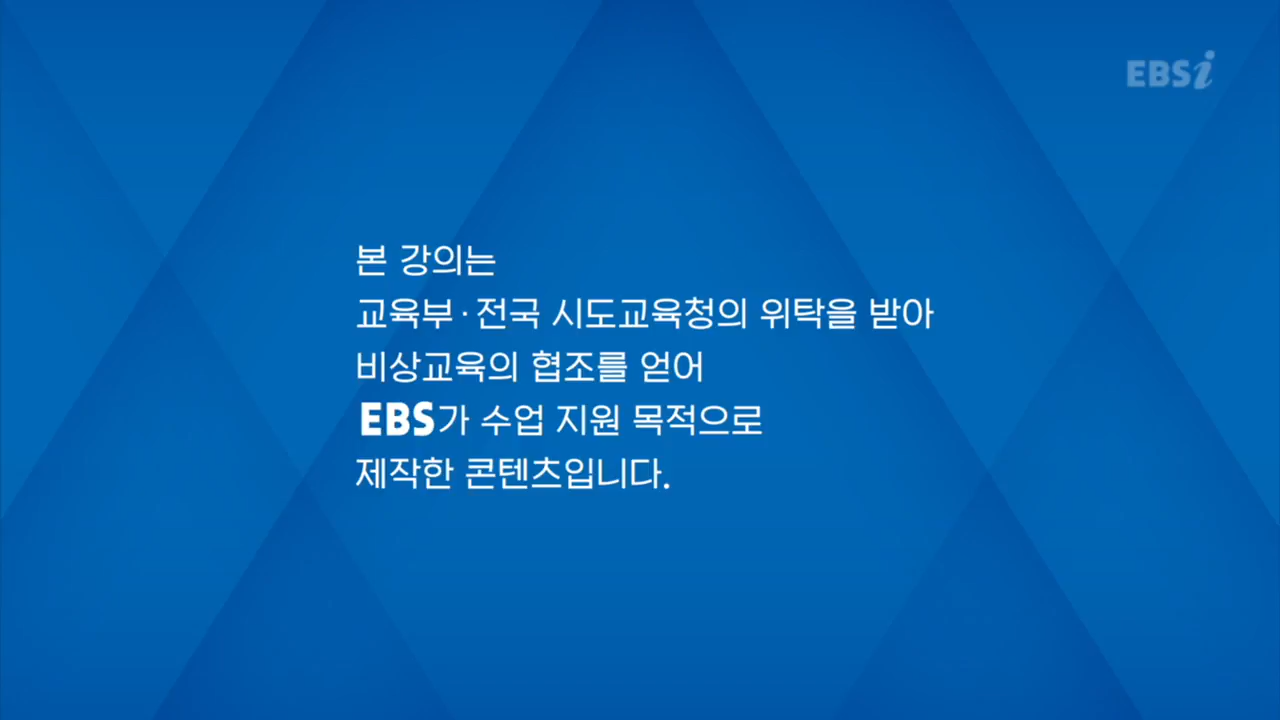 EBSi
본 강의는
교육부·전국 시도교육청의 위탁을 받아
비상교육의 협조를 얻어
EBS가 수업 지원 목적으로
제작한 콘텐츠입니다.